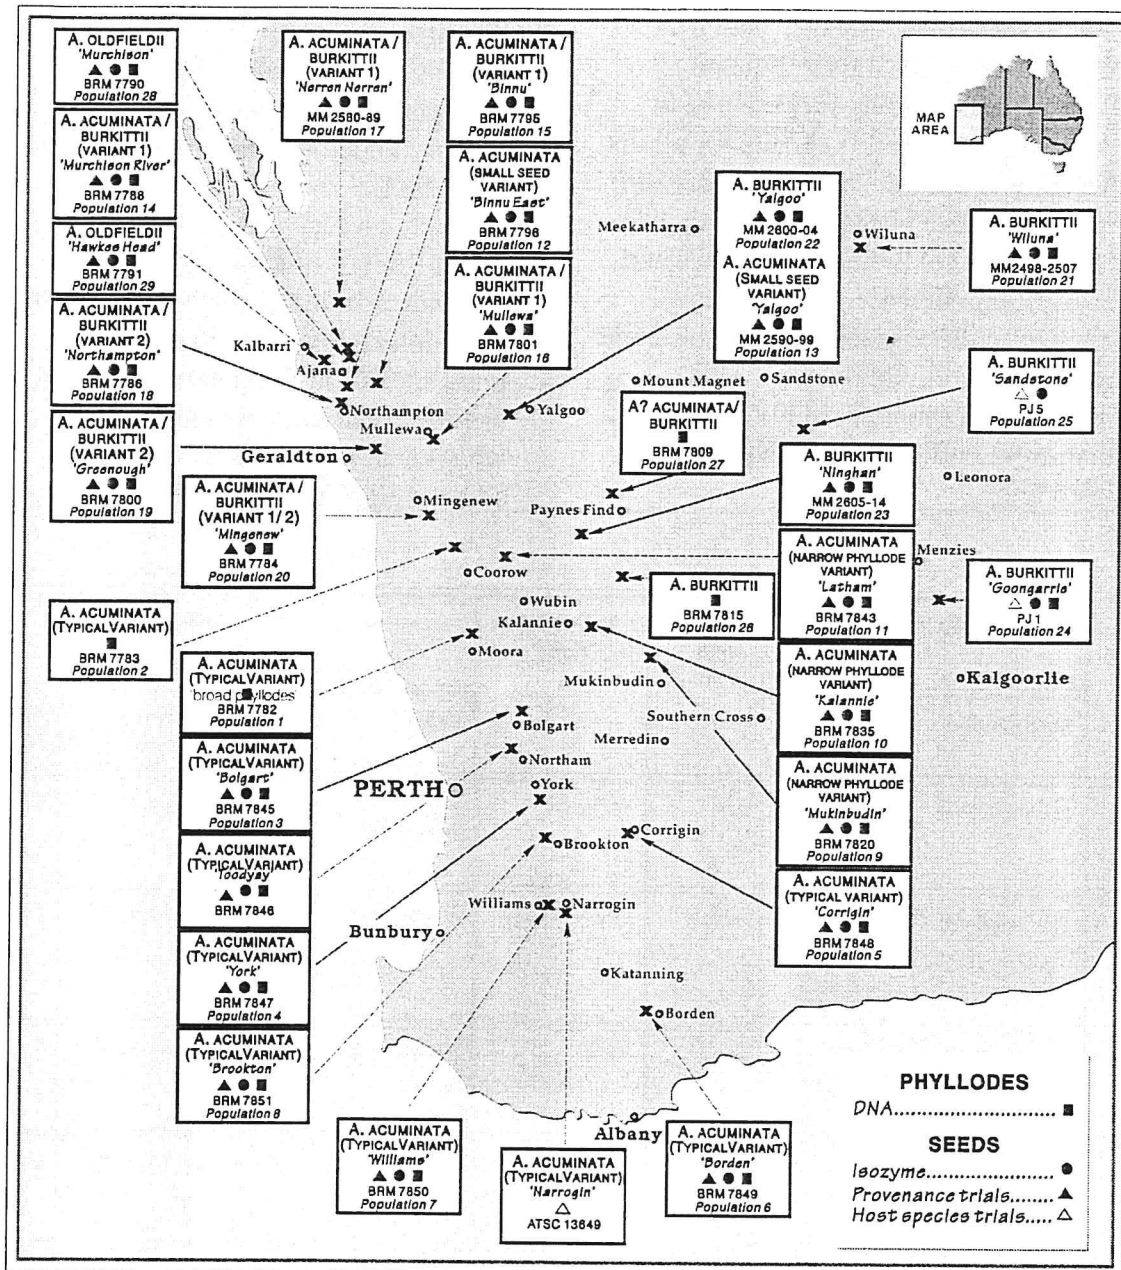 A. OLDFIELDII
'Murchison'
▲ ● ■
BRM 7790
Population 28
A. ACUMINATA /
BURKITTII
(VARIANT 1)
'Murchison River'
▲ ● ■
BRM 7788
Population 14
A. OLDFIELDII
'Hawkes Head'
▲ ● ■
BRM 7791
Population 29
A. ACUMINATA/
BURKITTII
(VARIANT 2)
'Northampton'
▲ ● ■
BRM 7786
Population 18
A. ACUMINATA/
BURKITTII
(VARIANT 2)
'Greenough'
▲ ● ■
BRM 7800
Population 19
A. ACUMINATA /
BURKITTII
(VARIANT 1)
'Nerren Nerren'
▲ ● ■
MM 2580-89
Population 17
A. ACUMINATA /
BURKITTII
(VARIANT 1)
'Binnu'
▲ ● ■
BRM 7795
Population 15
A. ACUMINATA
(SMALL SEED
VARIANT)
'Binnu East'
▲ ● ■
BRM 7796
Population 12
A. ACUMINATA /
BURKITTII
(VARIANT 1)
'Mullewa'
▲ ● ■
BRM 7801
Population 16
MAP
AREA
A. BURKITTII
'Yalgoo'
▲ ● ■
MM 2600-04
Population 22
A. ACUMINATA
(SMALL SEED
VARIANT)
'Yalgoo'
▲ ● ■
MM 2590-99
Population 13
A. BURKITTII
'Wiluna'
▲ ● ■
MM2498-2507
Population 21
A. BURKITTII
'Sandstone'
△ ●
PJ 5
Population 25
Meekatharra
Wiluna
Kalbarri
Ajana
Northampton
Mullewa
Geraldton
Yalgoo
Mount Magnet
Sandstone
A? ACUMINATA/
BURKITTII
■
BRM 7809
Population 27
A. BURKITTII
'Ninghan'
▲ ● ■
MM 2605-14
Population 23
Leonora
A. ACUMINATA/
BURKITTII
(VARIANT 1/ 2)
'Mingenew'
▲ ● ■
BRM 7784
Population 20
Mingenew
Paynes Find
A. ACUMINATA
(NARROW PHYLLODE
VARIANT)
'Latham'
▲ ● ■
BRM 7843
Population 11
Menzies
A. BURKITTII
'Goongarrie'
△ ● ■
PJ 1
Population 24
Coorow
A. BURKITTII
■
BRM 7815
Population 26
Wubin
Kalannie
Moora
A. ACUMINATA
(TYPICAL VARIANT)
■
BRM 7783
Population 2
A. ACUMINATA
(TYPICAL VARIANT)
'broad phyllodes'
BRM 7782
Population 1
A. ACUMINATA
(TYPICAL VARIANT)
'Bolgart'
▲ ● ■
BRM 7845
Population 3
A. ACUMINATA
(TYPICAL VARIANT)
Toodyay
▲ ● ■
BRM 7846
A. ACUMINATA
(TYPICAL VARIANT)
'York'
▲ ● ■
BRM 7847
Population 4
A. ACUMINATA
(TYPICAL VARIANT)
'Brookton'
▲ ● ■
BRM 7851
Population 8
A. ACUMINATA
(NARROW PHYLLODE
VARIANT)
'Kalannie'
▲ ● ■
BRM 7835
Population 10
A. ACUMINATA
(NARROW PHYLLODE
VARIANT)
'Mukinbudin'
▲ ● ■
BRM 7820
Population 9
A. ACUMINATA
(TYPICAL VARIANT)
'Corrigin'
▲ ● ■
BRM 7848
Population 5
Mukinbudin
Kalgoorlie
Bolgart
Southern Cross
Merredin
Northam
York
PERTH
Corrigin
Brookton
Williams
Narrogin
Bunbury
Katanning
Borden
Albany
A. ACUMINATA
(TYPICAL VARIANT)
'Williams'
▲ ● ■
BRM 7850
Population 7
A. ACUMINATA
(TYPICAL VARIANT)
'Narrogin'
△
ATSC 13649
A. ACUMINATA
(TYPICAL VARIANT)
'Borden'
▲ ● ■
BRM 7849
Population 6
PHYLLODES
DNA............................ ■
SEEDS
Isozyme....................... ●
Provenance trials........ ▲
Host species trials..... △